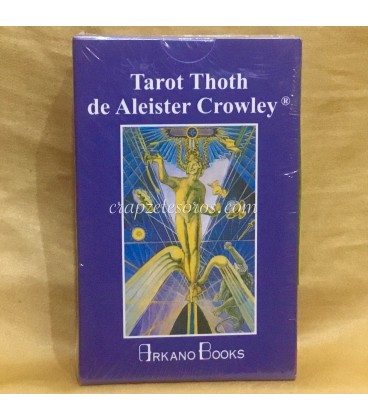 Tarot Thoth
de Aleister Crowley®
crapzetesoros.com
ARKANO BOOKS